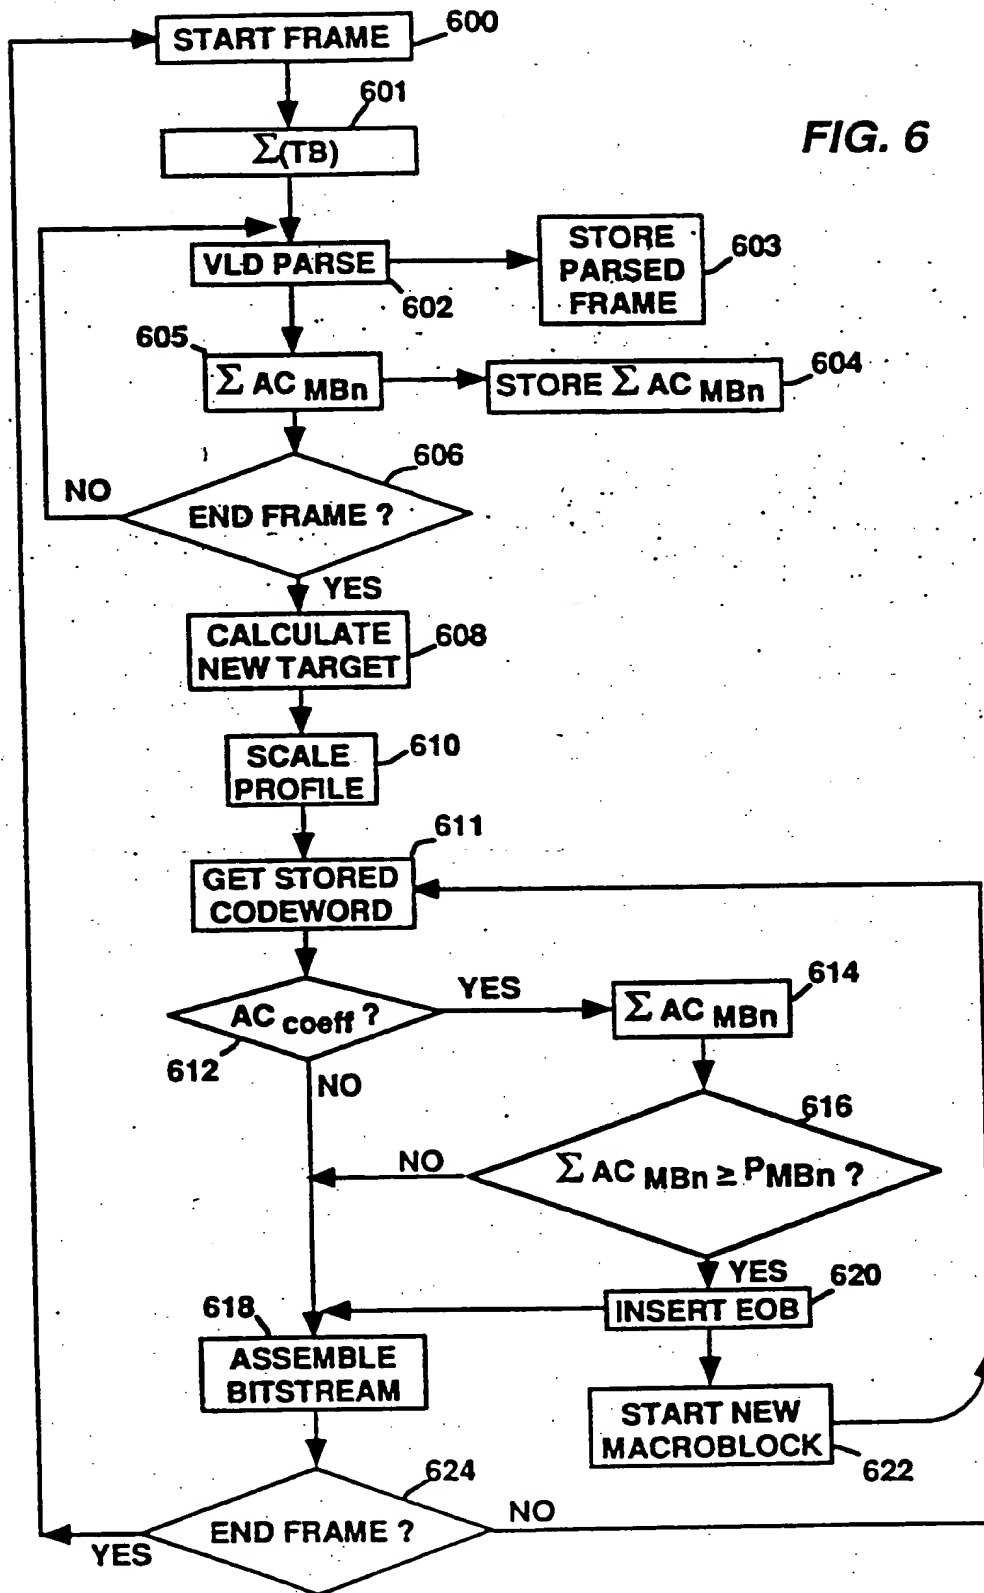 START FRAME
600
601
Σ(TB)
FIG. 6
VLD PARSE
602
STORE
PARSED
FRAME
603
605
Σ AC MBn
STORE Σ AC MBn
604
606
END FRAME ?
NO
YES
CALCULATE
NEW TARGET
608
SCALE
PROFILE
610
611
GET STORED
CODEWORD
AC coeff ?
612
YES
NO
614
Σ AC MBn
616
Σ AC MBn ≥ PMBn ?
NO
YES
620
INSERT EOB
618
ASSEMBLE
BITSTREAM
START NEW
MACROBLOCK
622
624
END FRAME ?
NO
YES